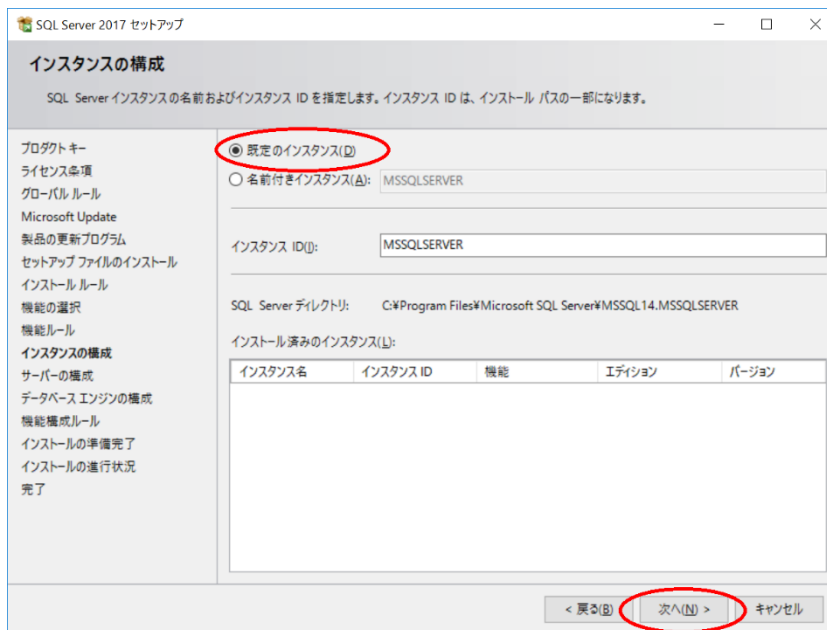 SQL Server 2017 セットアップ
インスタンスの構成
SQL Server インスタンスの名前およびインスタンス ID を指定します。インスタンス ID は、インストール パスの一部になります。
プロダクト キー
ライセンス条項
グローバル ルール
Microsoft Update
製品の更新プログラム
セットアップ ファイルのインストール
インストール ルール
機能の選択
機能ルール
インスタンスの構成
サーバーの構成
データベース エンジンの構成
機能構成ルール
インストールの準備完了
インストールの進行状況
完了
既定のインスタンス(D)
名前付きインスタンス(A): MSSQLSERVER
インスタンス ID(I): MSSQLSERVER
SQL Server ディレクトリ: C:¥Program Files¥Microsoft SQL Server¥MSSQL14.MSSQLSERVER
インストール済みのインスタンス(L):
インスタンス名 インスタンス ID 機能 エディション バージョン
< 戻る(B) 次へ(N) > キャンセル